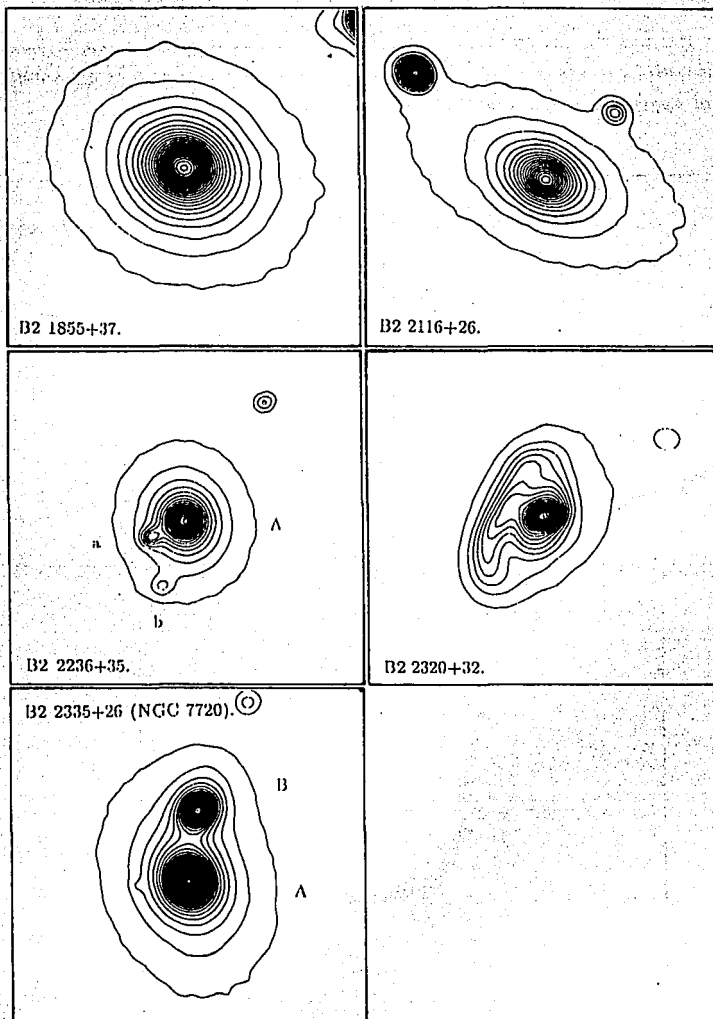 B2 1855+37.
B2 2116+26.
A
a
b
B2 2236+35.
B2 2320+32.
B2 2335+26 (NGC 7720).
B
A